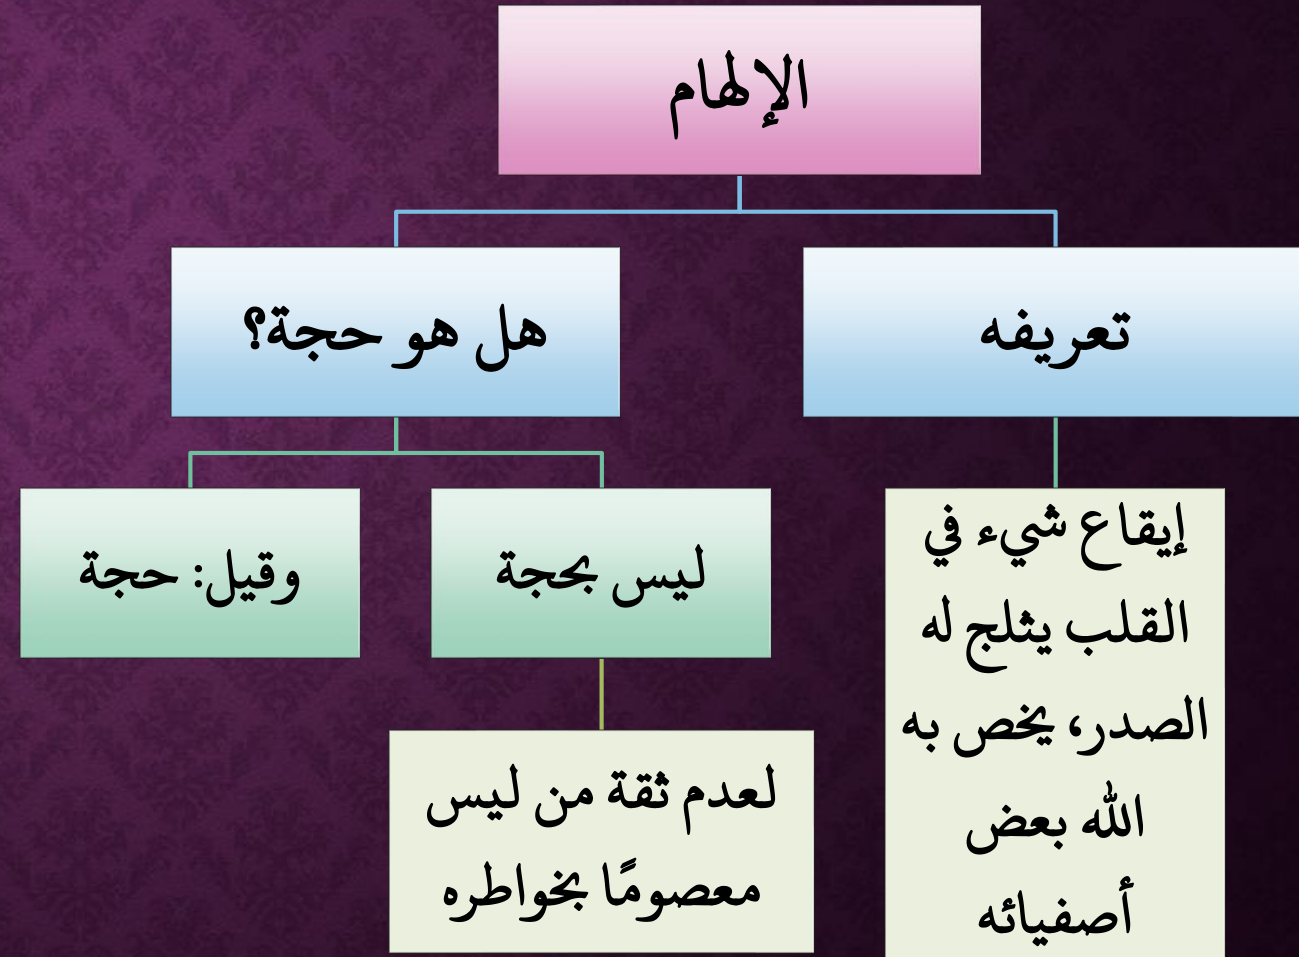 الإلهام
تعريفه
هل هو حجة؟
إيقاع شيء في
القلب يثلج له
الصدر، يخص به
الله بعض
أصفيائه
ليس بحجة
وقيل: حجة
لعدم ثقة من ليس
معصومًا بخواطره